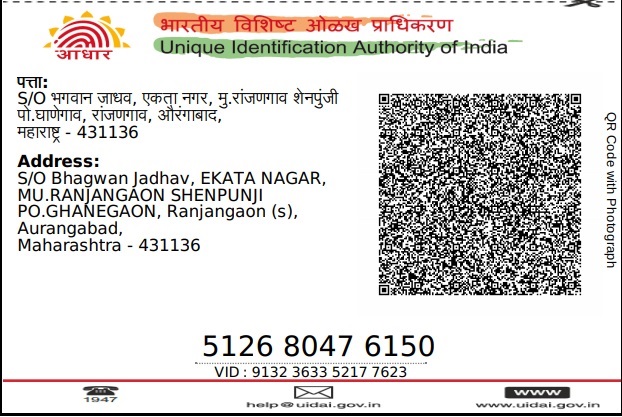 भारतीय विशिष्ट ओळख प्राधिकरण
Unique Identification Authority of India
आधार
पत्ता:
S/O भगवान जाधव, एकता नगर, मु.रांजणगाव शेनपुंजी
पो.घाणेगाव, रांजणगाव, औरंगाबाद,
महाराष्ट्र - 431136
Address:
S/O Bhagwan Jadhav, EKATA NAGAR,
MU.RANJANGAON SHENPUNJI
PO.GHANEGAON, Ranjangaon (s),
Aurangabad,
Maharashtra - 431136
QR Code with Photograph
5126 8047 6150
VID : 9132 3633 5217 7623
1947
help@uidai.gov.in
www
www.uidai.gov.in